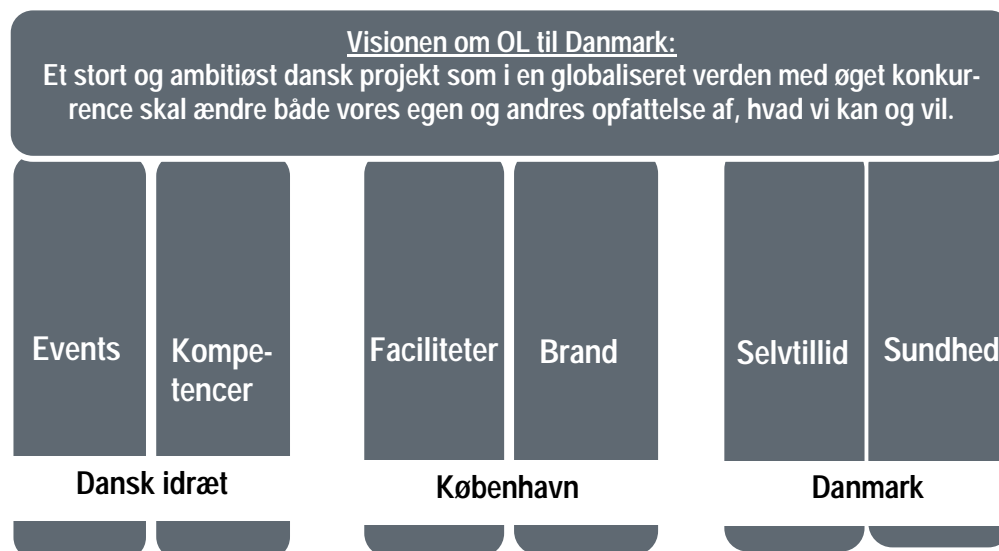 Visionen om OL til Danmark:
Et stort og ambitiøst dansk projekt som i en globaliseret verden med øget konkur-
rence skal ændre både vores egen og andres opfattelse af, hvad vi kan og vil.
Events
Kompe-
tencer
Faciliteter
Brand
Selvtillid
Sundhed
Dansk idræt
København
Danmark